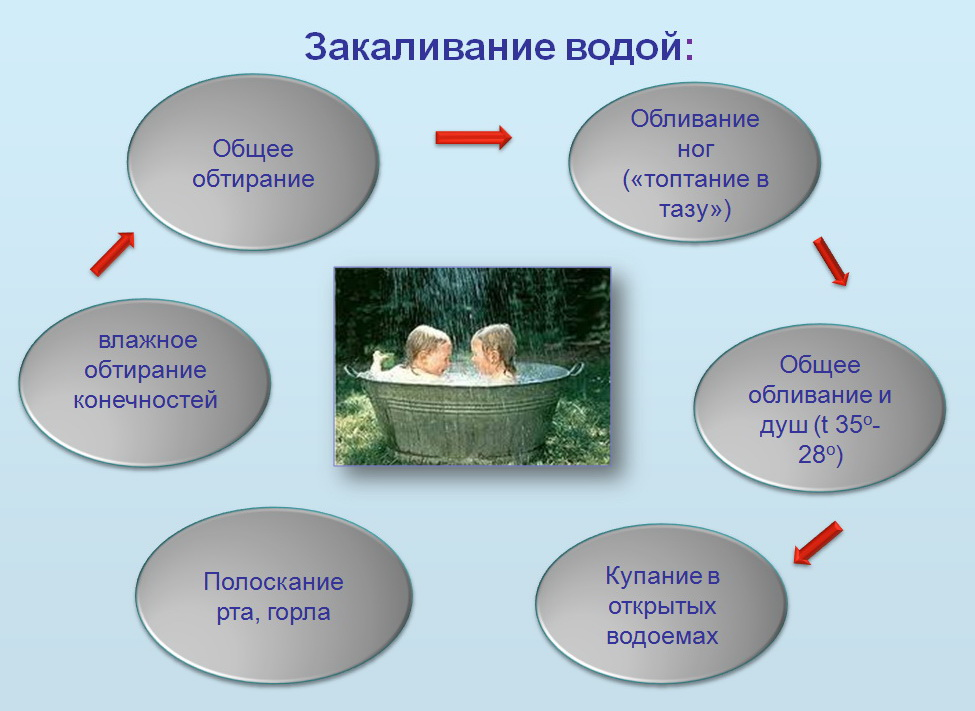 Закаливание водой:
Общее
обтирание
Обливание
ног
(«топтание в
тазу»)
влажное
обтирание
конечностей
Общее
обливание и
душ (t 35º-
28º)
Полоскание
рта, горла
Купание в
открытых
водоемах